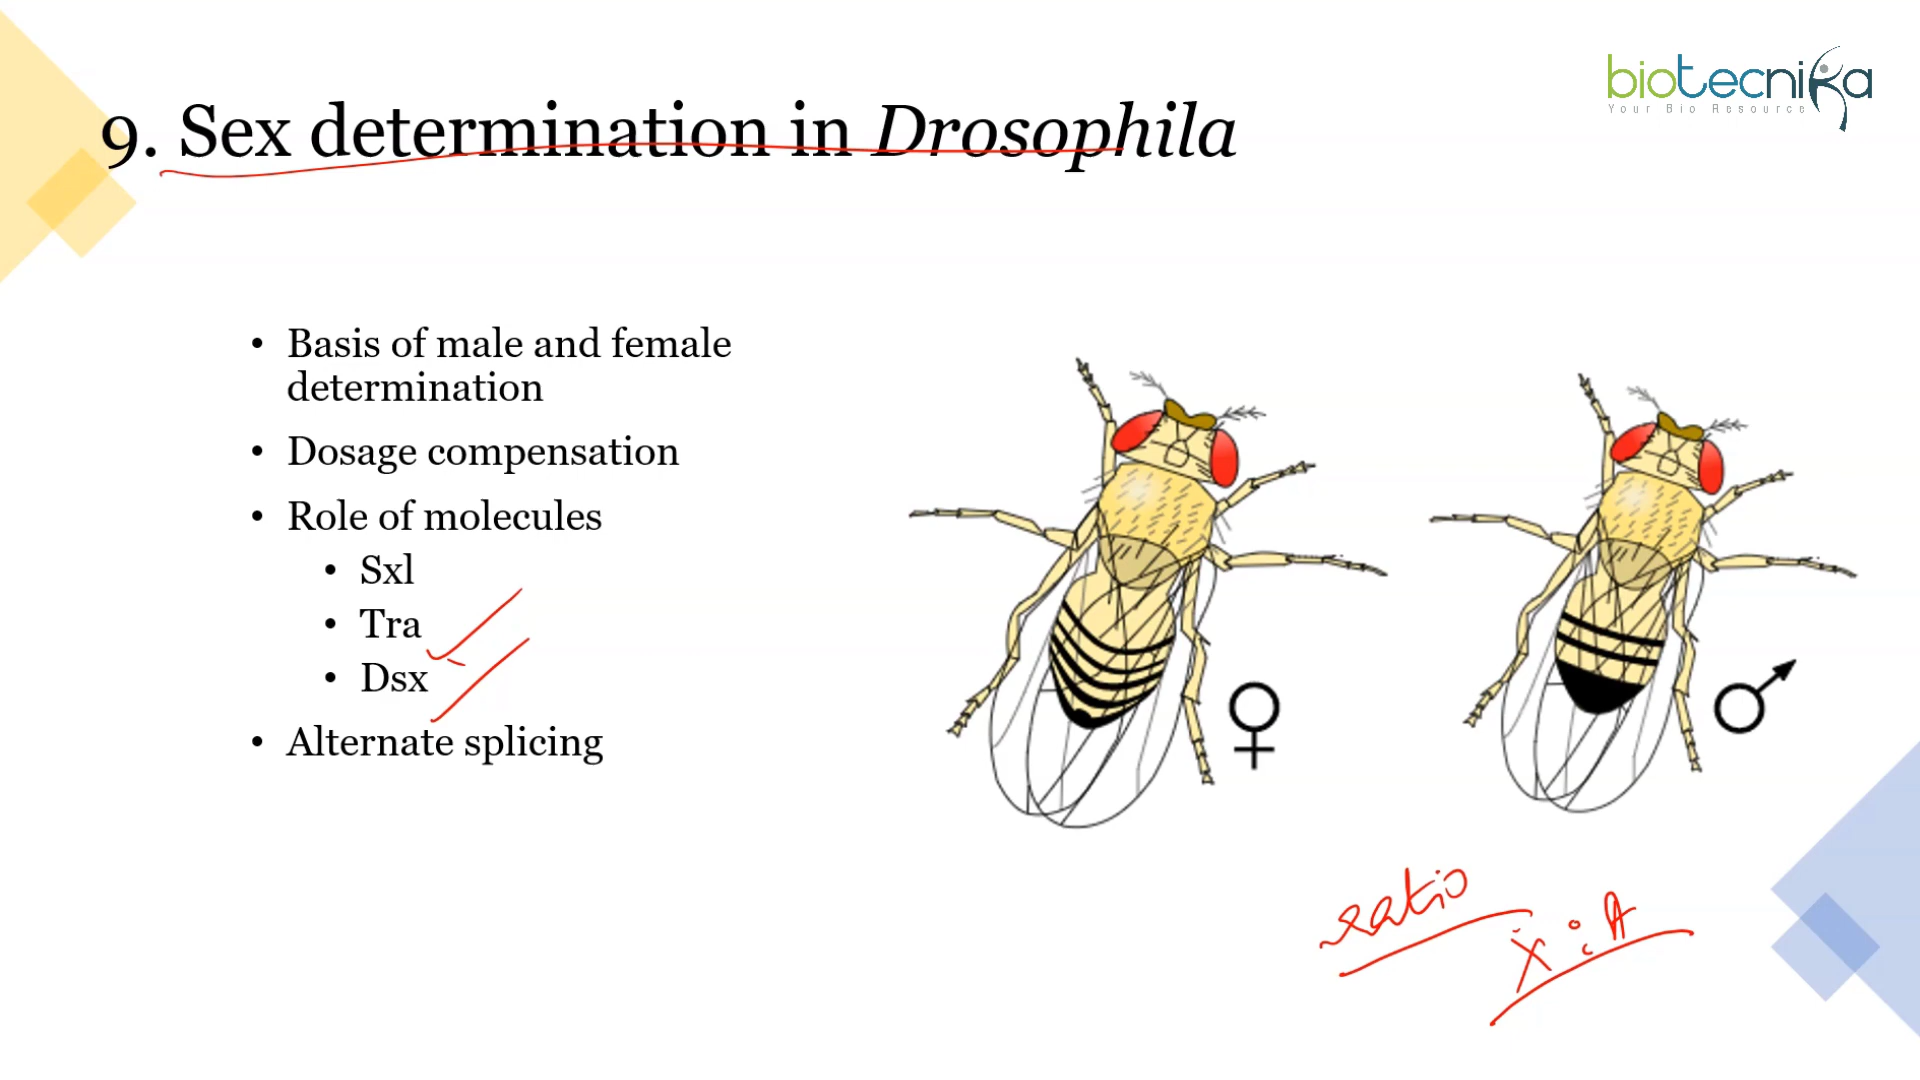 biotecnika
Your Bio Resource
9. Sex determination in Drosophila
• Basis of male and female
determination
• Dosage compensation
• Role of molecules
• Sxl
• Tra
• Dsx
• Alternate splicing
♀
♂
ratio
X : A